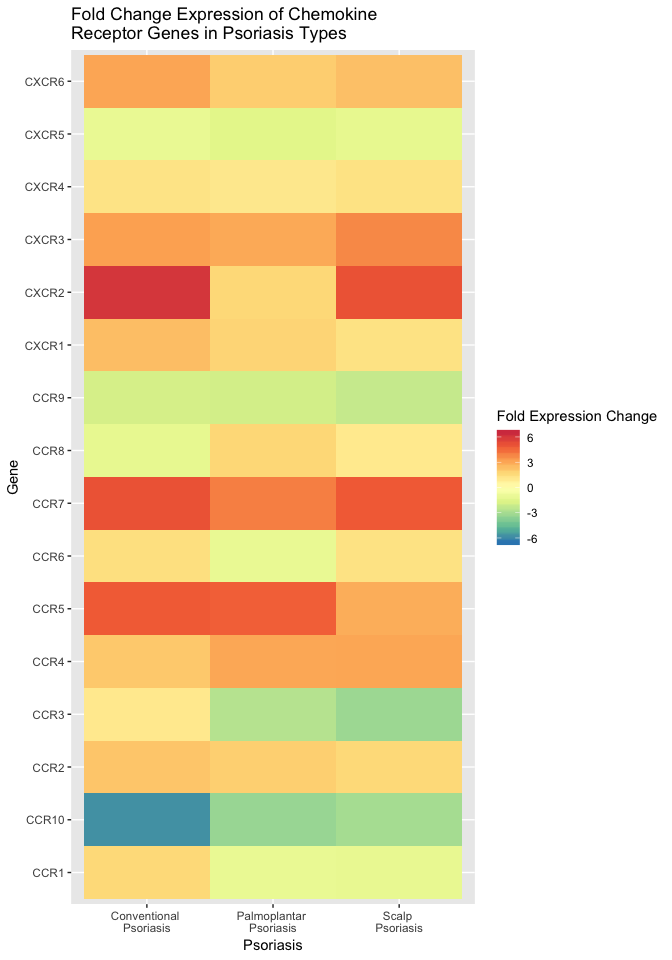 Fold Change Expression of Chemokine
Receptor Genes in Psoriasis Types
CXCR6
CXCR5
CXCR4
CXCR3
CXCR2
CXCR1
CCR9
CCR8
CCR7
CCR6
CCR5
CCR4
CCR3
CCR2
CCR10
CCR1
Gene
Conventional
Psoriasis
Palmoplantar
Psoriasis
Scalp
Psoriasis
Psoriasis
Fold Expression Change
6
3
0
-3
-6